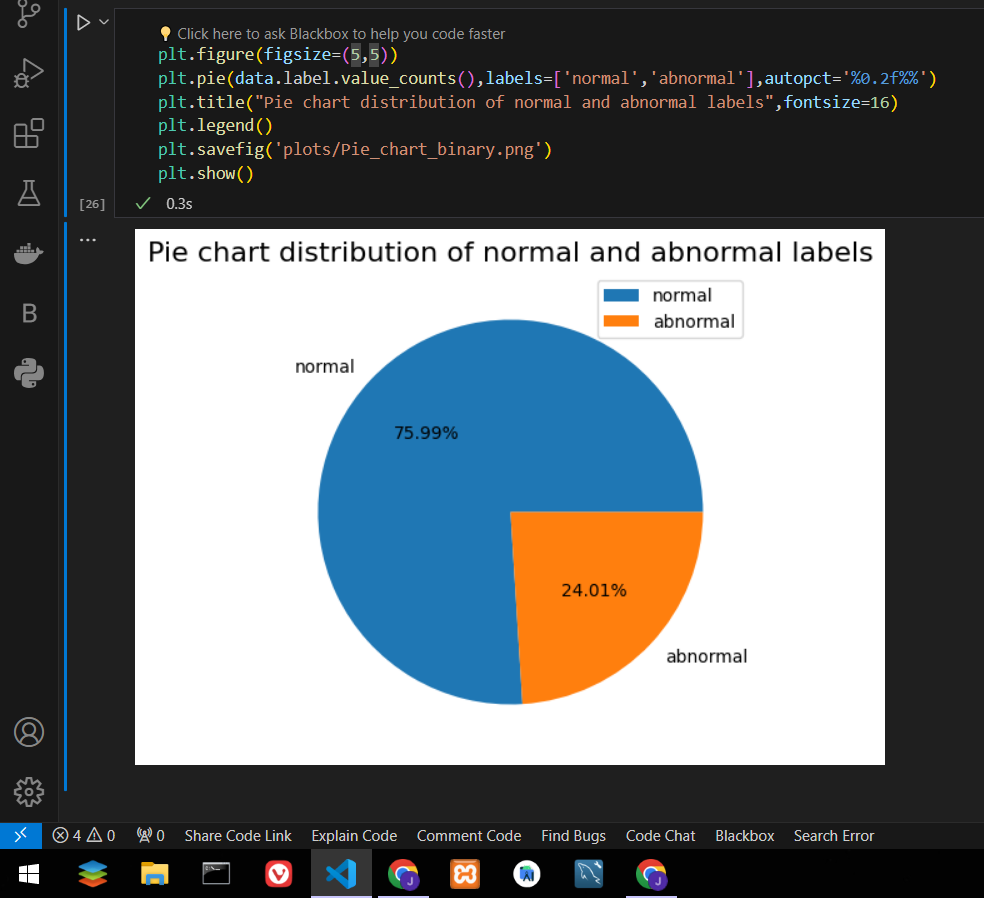 Click here to ask Blackbox to help you code faster
plt.figure(figsize=(5,5))
plt.pie(data.label.value_counts(),labels=['normal','abnormal'],autopct='%0.2f%%')
plt.title("Pie chart distribution of normal and abnormal labels",fontsize=16)
plt.legend()
plt.savefig('plots/Pie_chart_binary.png')
plt.show()
[26] 0.3s
...
Pie chart distribution of normal and abnormal labels
normal
abnormal
normal
75.99%
24.01%
abnormal
B
4 0 0 Share Code Link Explain Code Comment Code Find Bugs Code Chat Blackbox Search Error
J J